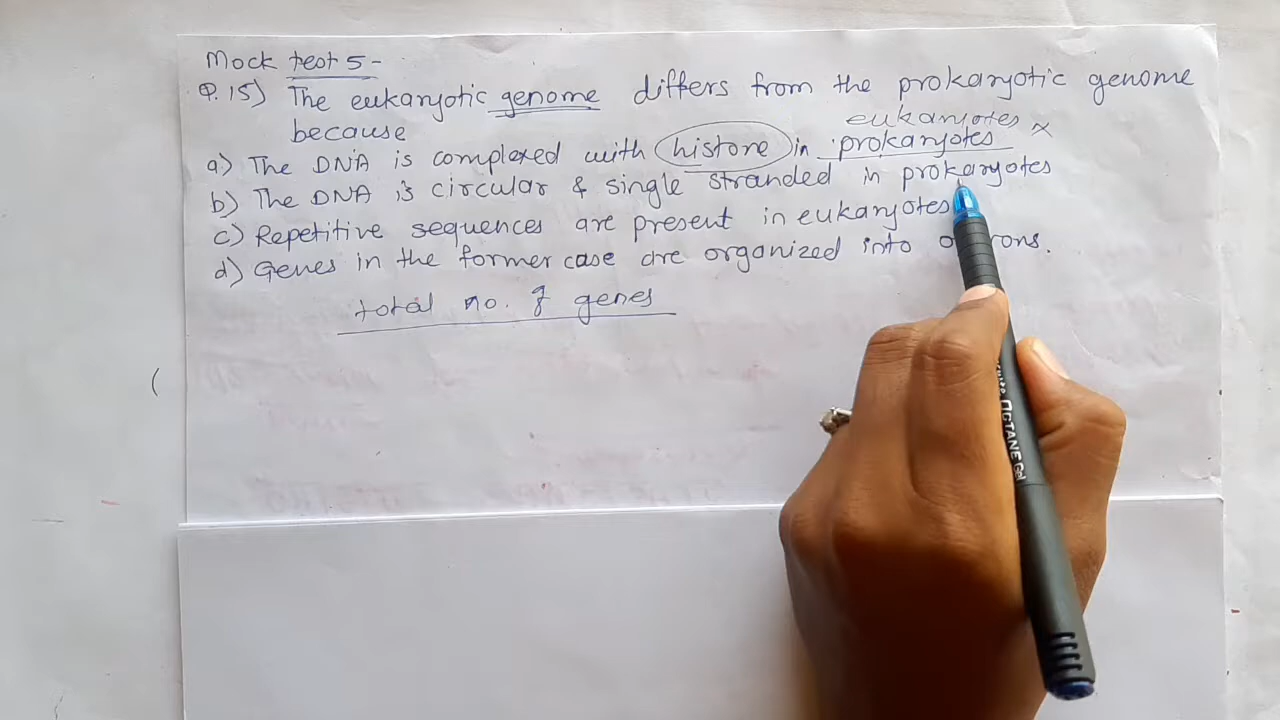 Mock test 5-
Q.15) The eukaryotic genome differs from the prokaryotic genome
because
eukaryotes ×
a) The DNA is complexed with histone in prokaryotes
b) The DNA is circular & single stranded in prokaryotes
c) Repetitive sequences are present in eukaryotes
d) Genes in the former case are organized into
total no. of genes
OCTANE Gel